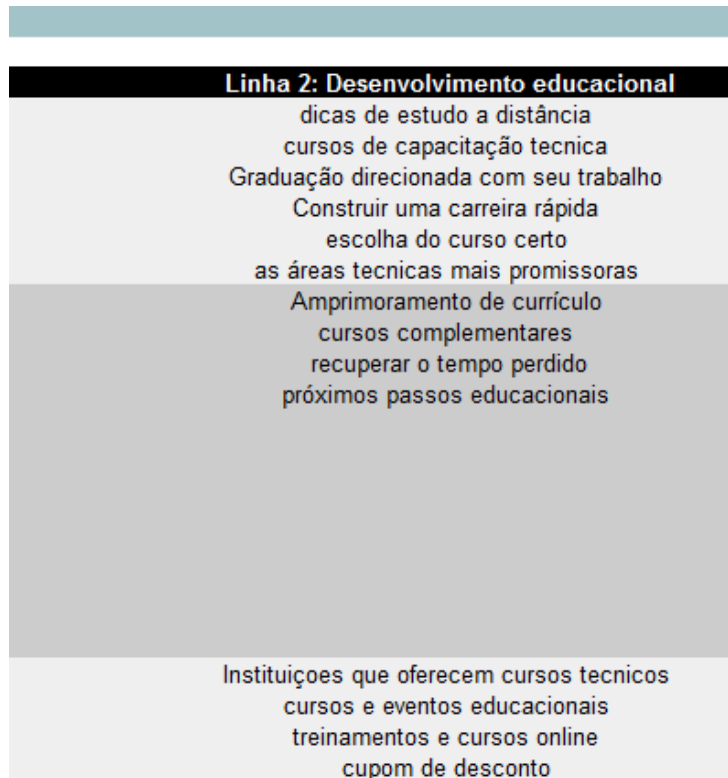 Linha 2: Desenvolvimento educacional
dicas de estudo a distância
cursos de capacitação tecnica
Graduação direcionada com seu trabalho
Construir uma carreira rápida
escolha do curso certo
as áreas tecnicas mais promissoras
Amprimoramento de currículo
cursos complementares
recuperar o tempo perdido
próximos passos educacionais
Instituiçoes que oferecem cursos tecnicos
cursos e eventos educacionais
treinamentos e cursos online
cupom de desconto